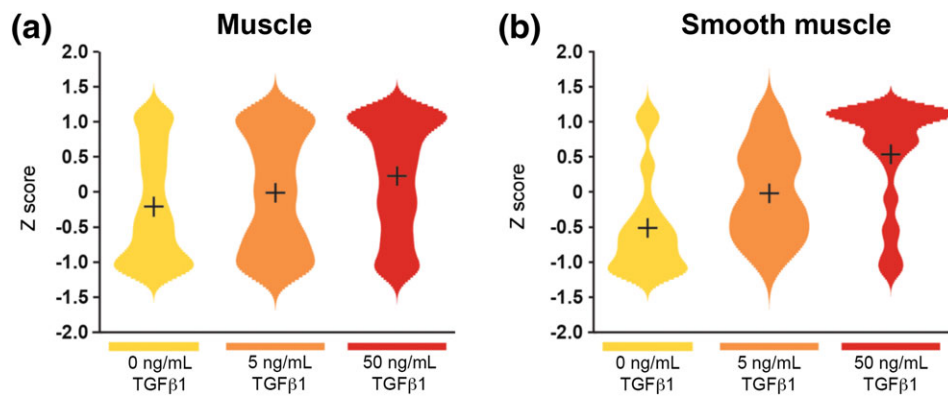 (a) Muscle
Z score
2.0
1.5
1.0
0.5
0
-0.5
-1.0
-1.5
-2.0
0 ng/mL
TGFβ1
5 ng/mL
TGFβ1
50 ng/mL
TGFβ1
(b) Smooth muscle
Z score
2.0
1.5
1.0
0.5
0
-0.5
-1.0
-1.5
-2.0
0 ng/mL
TGFβ1
5 ng/mL
TGFβ1
50 ng/mL
TGFβ1